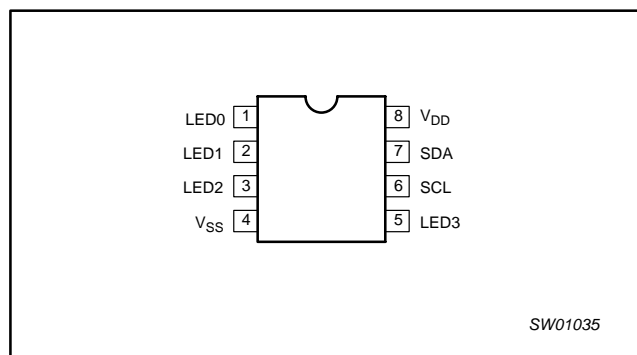 LED0 1 8 VDD
LED1 2 7 SDA
LED2 3 6 SCL
VSS 4 5 LED3
SW01035